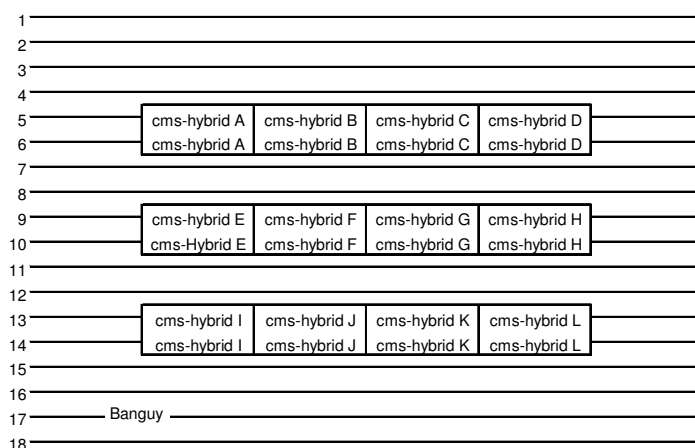 1
2
3
4
5 cms-hybrid A cms-hybrid B cms-hybrid C cms-hybrid D
6 cms-hybrid A cms-hybrid B cms-hybrid C cms-hybrid D
7
8
9 cms-hybrid E cms-hybrid F cms-hybrid G cms-hybrid H
10 cms-Hybrid E cms-hybrid F cms-hybrid G cms-hybrid H
11
12
13 cms-hybrid I cms-hybrid J cms-hybrid K cms-hybrid L
14 cms-hybrid I cms-hybrid J cms-hybrid K cms-hybrid L
15
16
17 Banguy
18